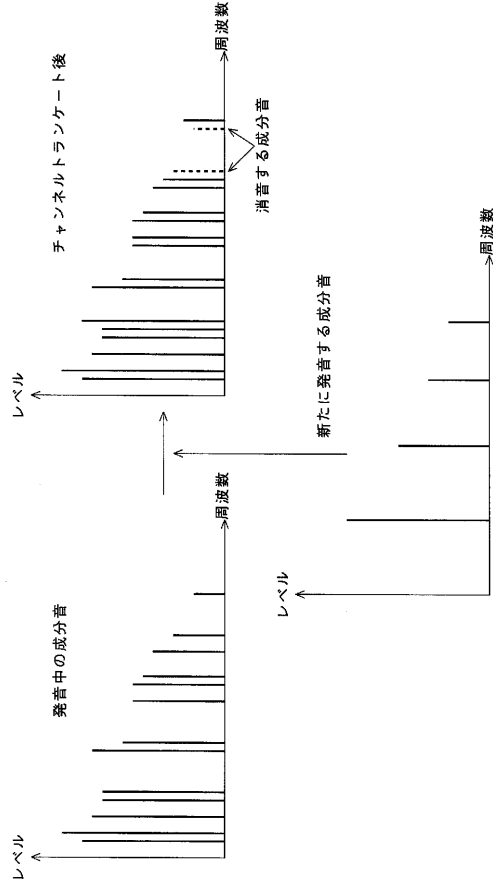 レベル
発音中の成分音
周波数
レベル
チャンネルトランケート後
周波数
消音する成分音
レベル
新たに発音する成分音
周波数